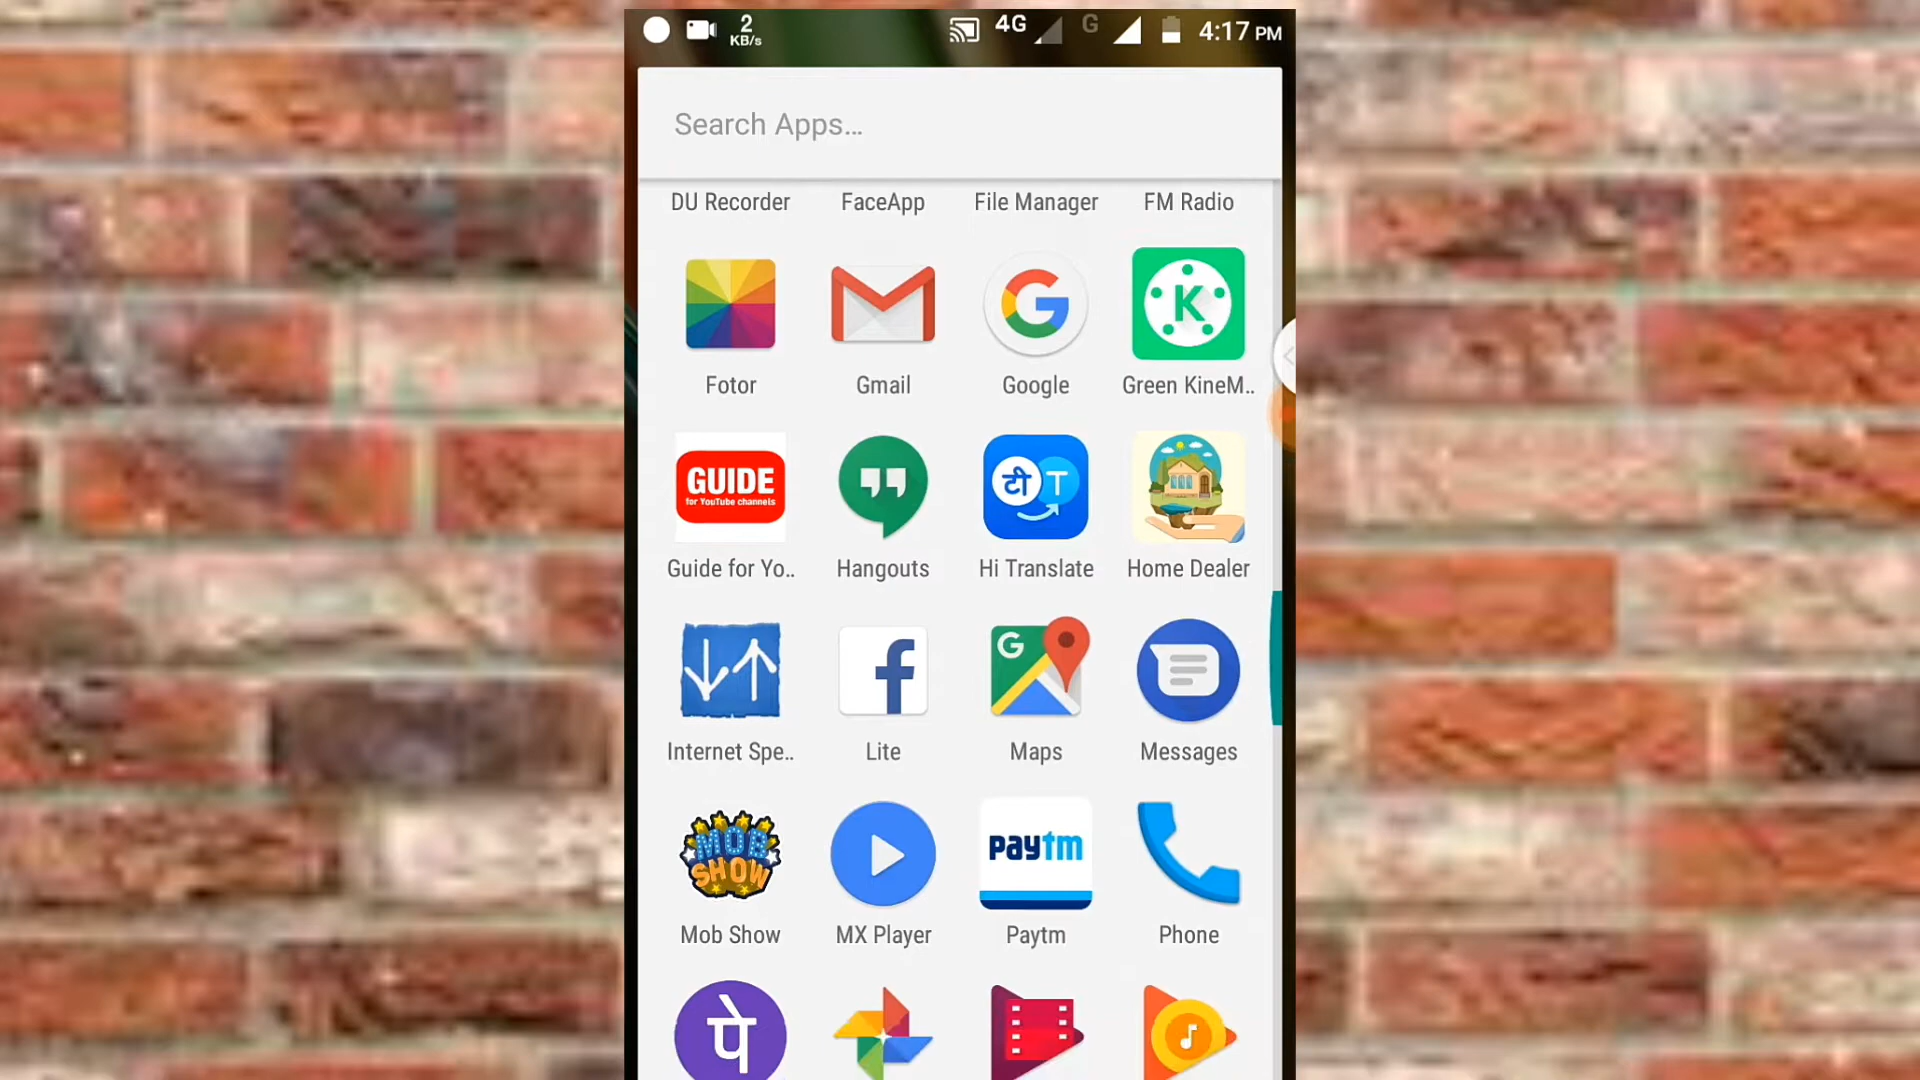 2
KB/s
4G
G
4:17 PM
Search Apps...
DU Recorder
FaceApp
File Manager
FM Radio
K
Fotor
Gmail
Google
Green KineM..
GUIDE
for YouTube channels
टी T
Guide for Yo..
Hangouts
Hi Translate
Home Dealer
f
G
Internet Spe..
Lite
Maps
Messages
MOB
SHOW
paytm
Mob Show
MX Player
Paytm
Phone
पे